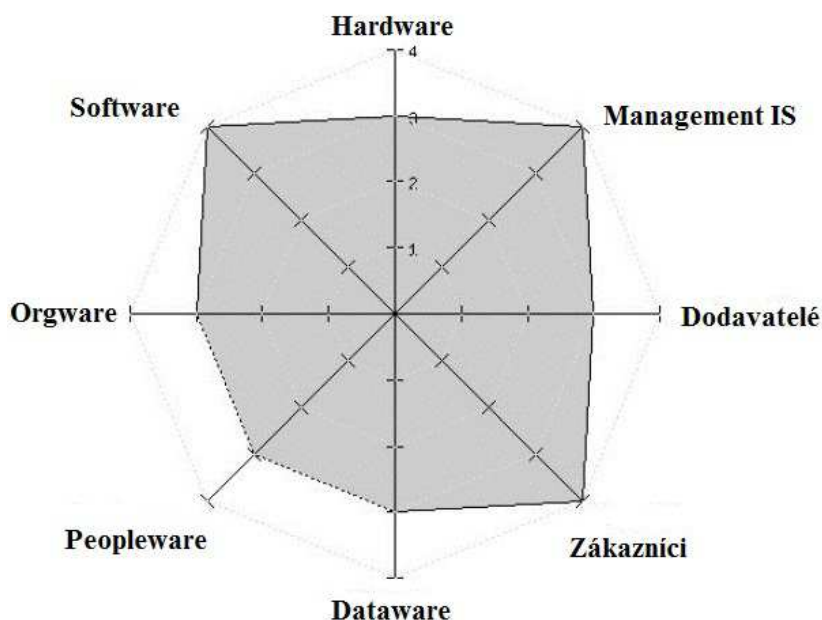 Hardware
4
Software
Management IS
3
2
1
Orgware
Dodavatelé
Peopleware
Zákazníci
Dataware